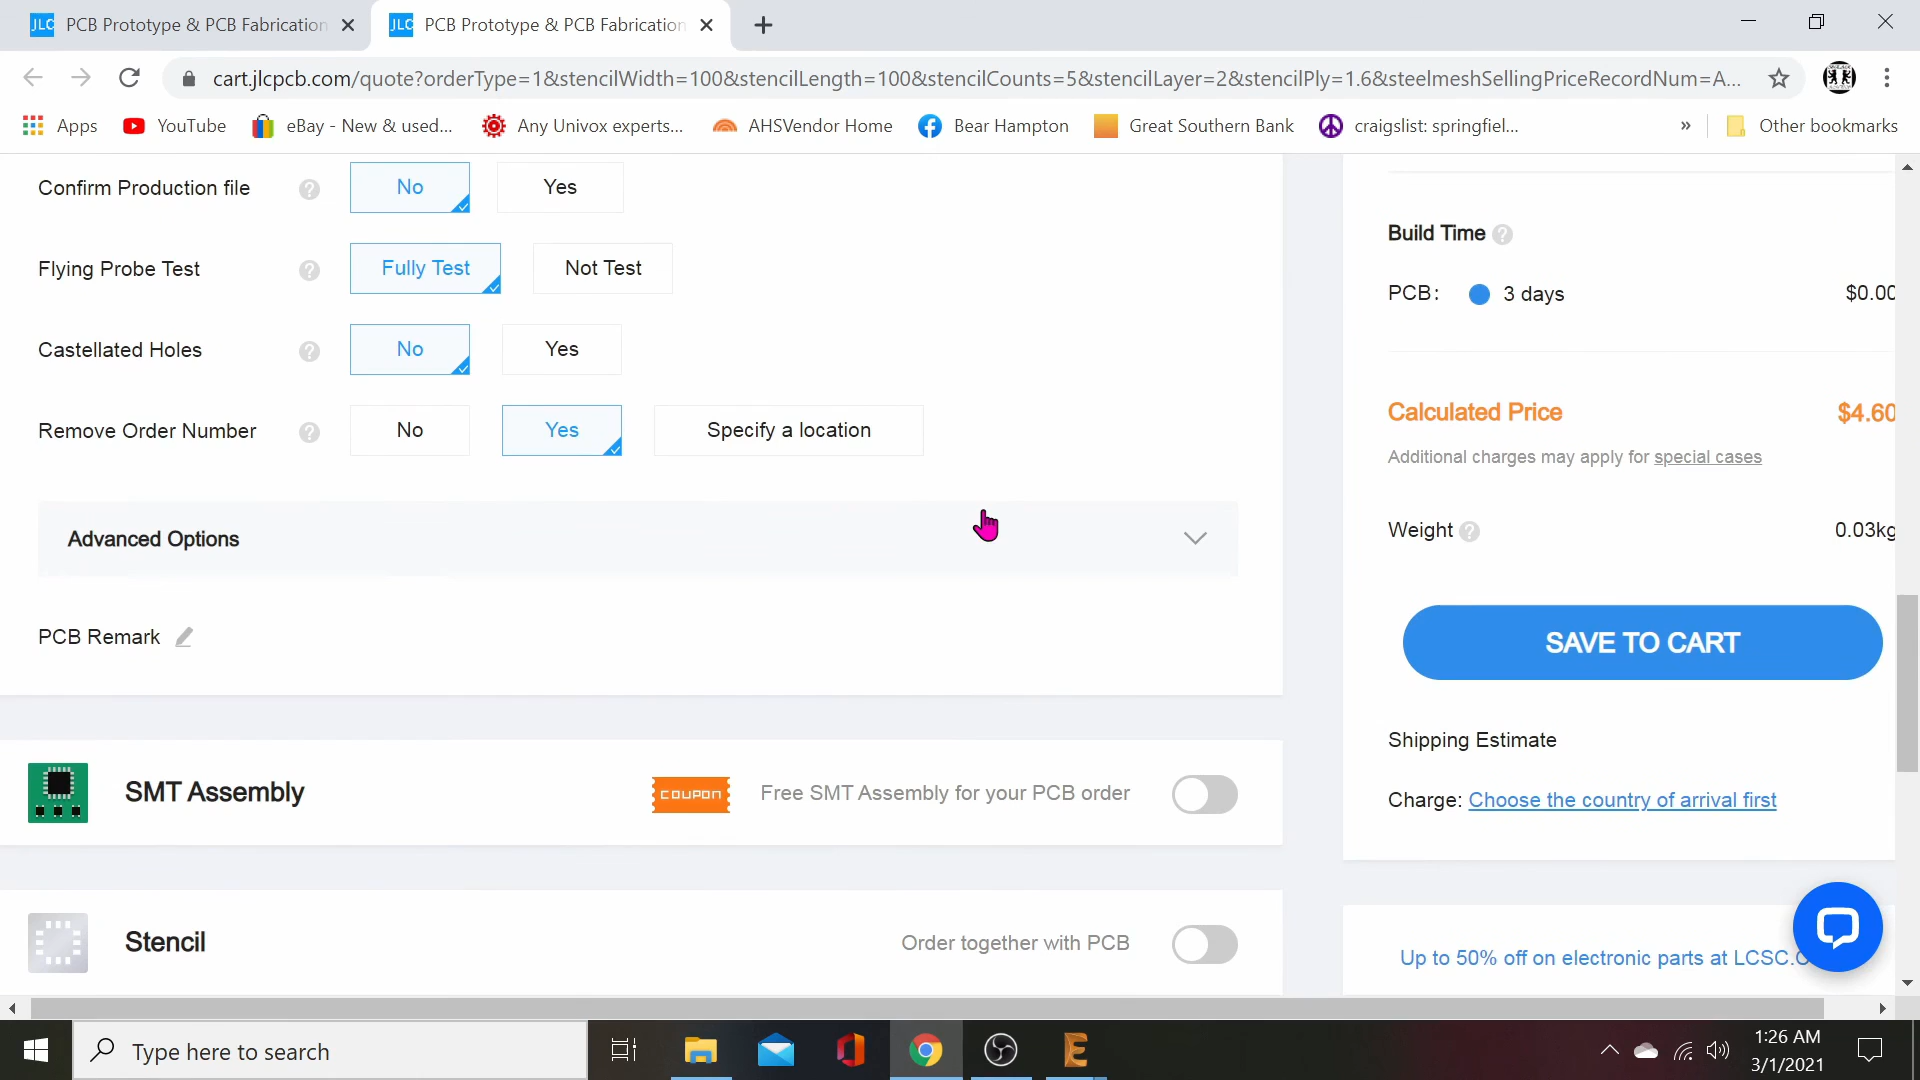 JLC PCB Prototype & PCB Fabrication
JLC PCB Prototype & PCB Fabrication
cart.jlcpcb.com/quote?orderType=1&stencilWidth=100&stencilLength=100&stencilCounts=5&stencilLayer=2&stencilPly=1.6&steelmeshSellingPriceRecordNum=A...
Apps YouTube eBay - New & used... Any Univox experts... AHSVendor Home Bear Hampton Great Southern Bank craigslist: springfiel... » Other bookmarks
Confirm Production file ? No Yes
Flying Probe Test ? Fully Test Not Test
Castellated Holes ? No Yes
Remove Order Number ? No Yes Specify a location
Advanced Options
PCB Remark
SMT Assembly COUPON Free SMT Assembly for your PCB order
Stencil Order together with PCB
Build Time ?
PCB: 3 days $0.00
Calculated Price $4.60
Additional charges may apply for special cases
Weight ? 0.03kg
SAVE TO CART
Shipping Estimate
Charge: Choose the country of arrival first
Up to 50% off on electronic parts at LCSC.C
Type here to search
1:26 AM
3/1/2021